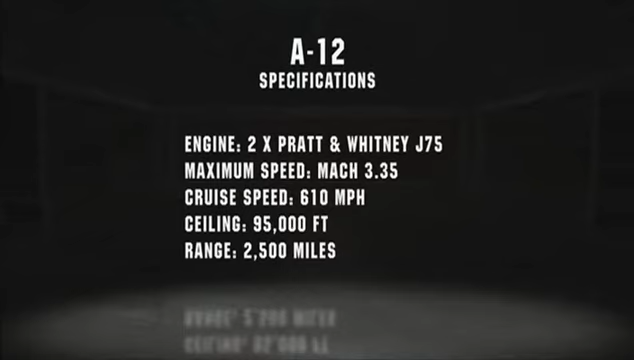 A-12
SPECIFICATIONS
ENGINE: 2 X PRATT & WHITNEY J75
MAXIMUM SPEED: MACH 3.35
CRUISE SPEED: 610 MPH
CEILING: 95,000 FT
RANGE: 2,500 MILES